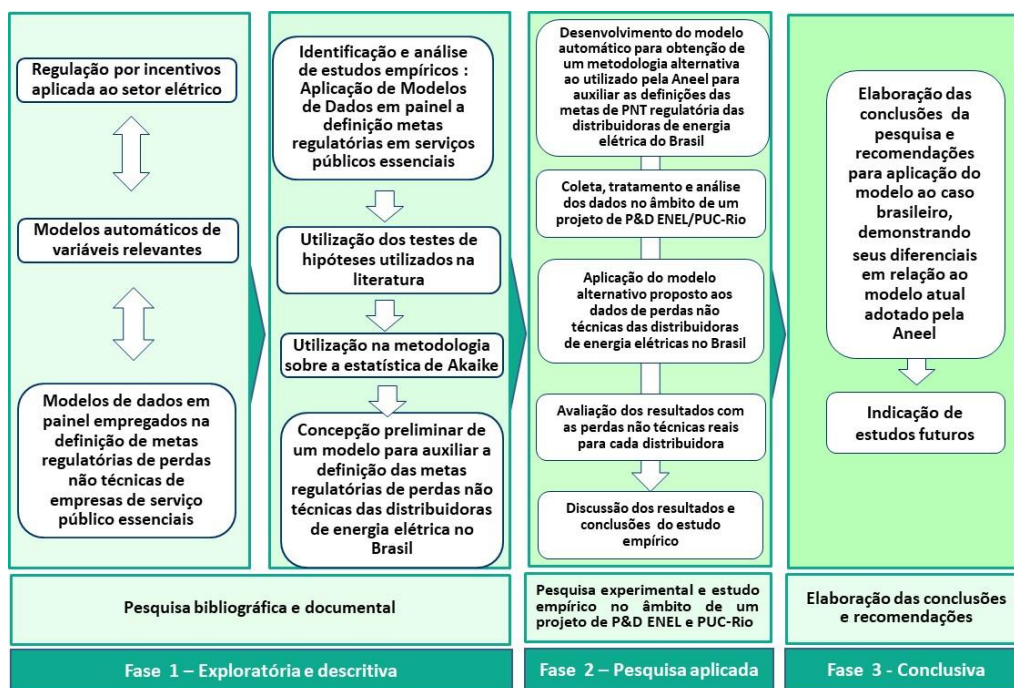 Regulação por incentivos
aplicada ao setor elétrico
Modelos automáticos de
variáveis relevantes
Modelos de dados em
painel empregados na
definição de metas
regulatórias de perdas
não técnicas de
empresas de serviço
público essenciais
Identificação e análise
de estudos empíricos :
Aplicação de Modelos
de Dados em painel a
definição metas
regulatórias em serviços
públicos essenciais
Utilização dos testes de
hipóteses utilizados na
literatura
Utilização na metodologia
sobre a estatística de Akaike
Concepção preliminar de
um modelo para auxiliar a
definição das metas
regulatórias de perdas não
técnicas das distribuidoras
de energia elétrica no
Brasil
Desenvolvimento do modelo
automático para obtenção de
um metodologia alternativa
ao utilizado pela Aneel para
auxiliar as definições das
metas de PNT regulatória das
distribuidoras de energia
elétrica do Brasil
Coleta, tratamento e análise
dos dados no âmbito de um
projeto de P&D ENEL/PUC-Rio
Aplicação do modelo
alternativo proposto aos
dados de perdas não
técnicas das distribuidoras
de energia elétricas no Brasil
Avaliação dos resultados com
as perdas não técnicas reais
para cada distribuidora
Discussão dos resultados e
conclusões do estudo
empírico
Elaboração das
conclusões da
pesquisa e
recomendações
para aplicação do
modelo ao caso
brasileiro,
demonstrando
seus diferenciais
em relação ao
modelo atual
adotado pela
Aneel
Indicação de
estudos futuros
Pesquisa bibliográfica e documental
Pesquisa experimental e estudo
empírico no âmbito de um
projeto de P&D ENEL e PUC-Rio
Elaboração das conclusões
e recomendações
Fase 1 – Exploratória e descritiva
Fase 2 – Pesquisa aplicada
Fase 3 - Conclusiva